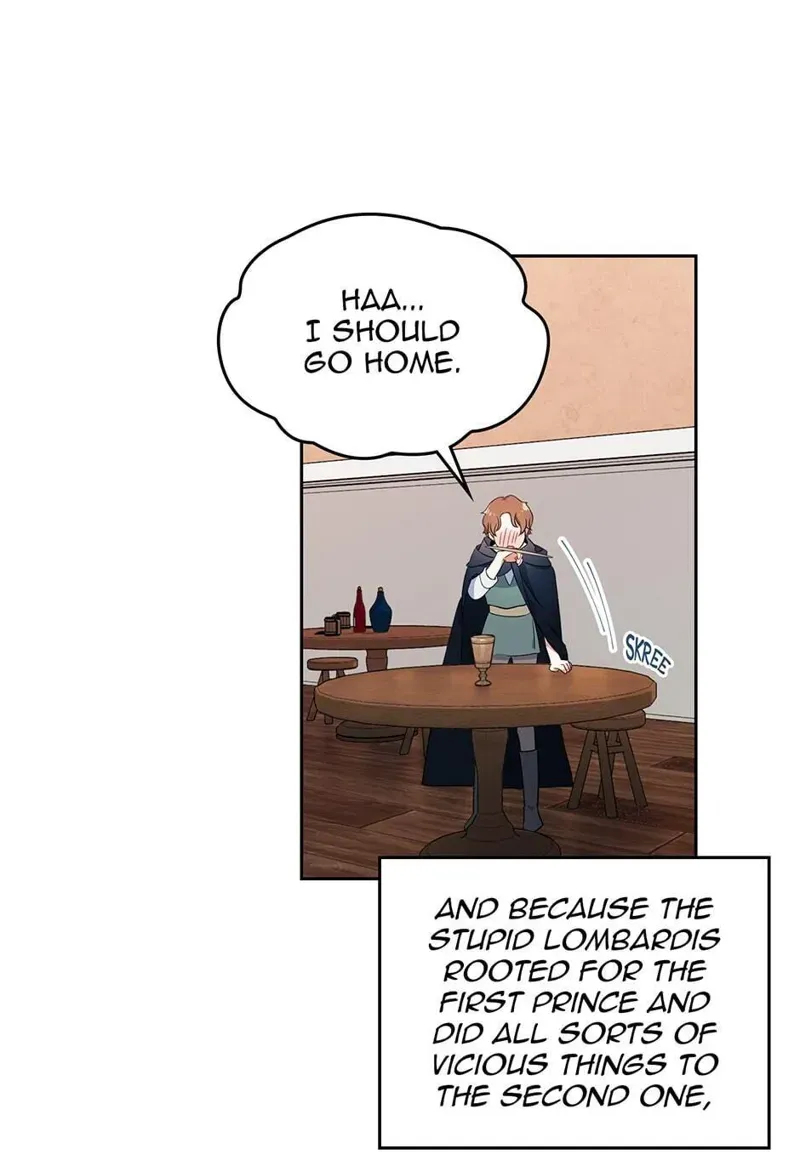 HAA...
I SHOULD
GO HOME.
SKREE
AND BECAUSE THE
STUPID LOMBARDIS
ROOTED FOR THE
FIRST PRINCE AND
DID ALL SORTS OF
VICIOUS THINGS TO
THE SECOND ONE,